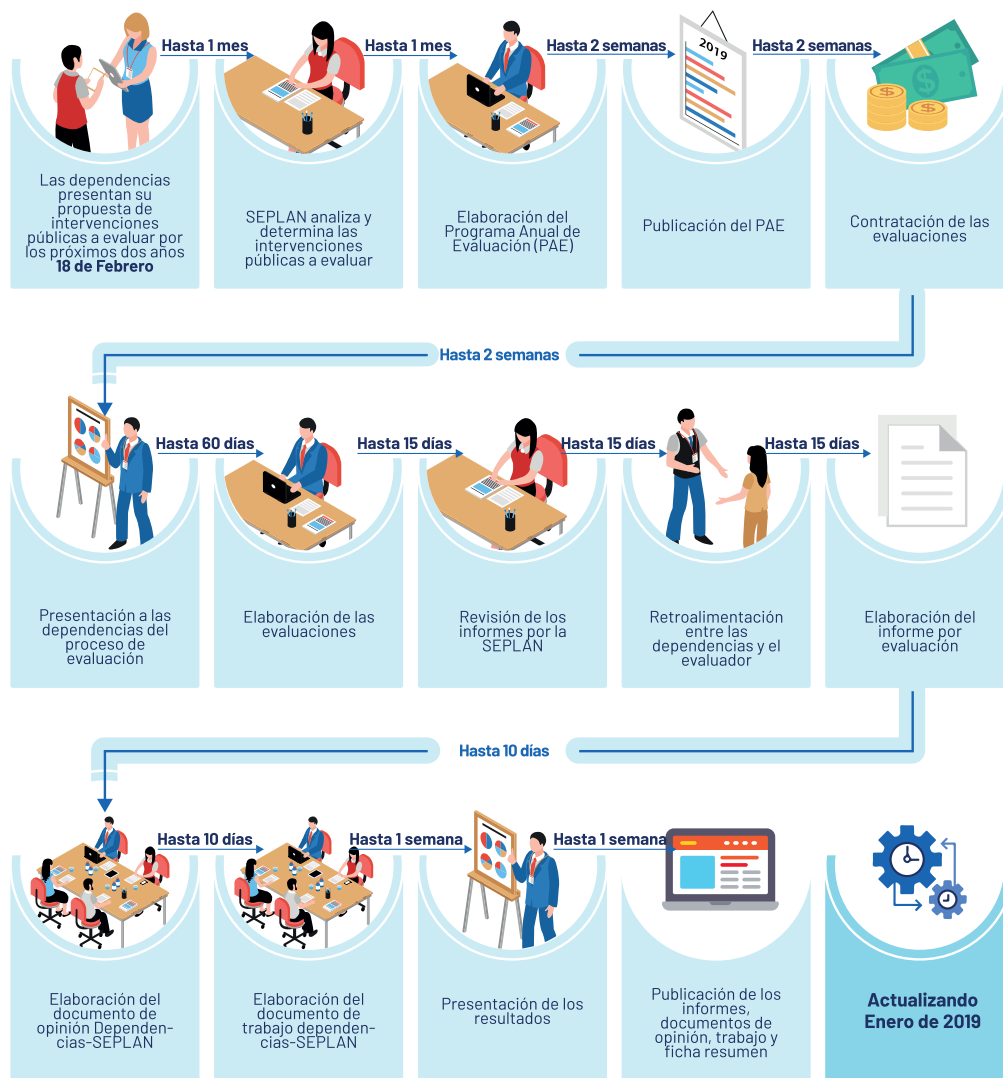 Hasta 1 mes
Hasta 1 mes
Hasta 2 semanas
Hasta 2 semanas
2019
Las dependencias
presentan su
propuesta de
intervenciones
públicas a evaluar por
los próximos dos años
18 de Febrero
SEPLAN analiza y
determina las
intervenciones
públicas a evaluar
Elaboración del
Programa Anual de
Evaluación (PAE)
Publicación del PAE
Contratación de las
evaluaciones
Hasta 2 semanas
Hasta 60 días
Hasta 15 días
Hasta 15 días
Hasta 15 días
Presentación a las
dependencias del
proceso de
evaluación
Elaboración de las
evaluaciones
Revisión de los
informes por la
SEPLAN
Retroalimentación
entre las
dependencias y el
evaluador
Elaboración del
informe por
evaluación
Hasta 10 días
Hasta 10 días
Hasta 1 semana
Hasta 1 semana
Elaboración del
documento de
opinión Dependen-
cias-SEPLAN
Elaboración del
documento de
trabajo dependen-
cias-SEPLAN
Presentación de los
resultados
Publicación de los
informes,
documentos de
opinión, trabajo y
ficha resumen
Actualizando
Enero de 2019